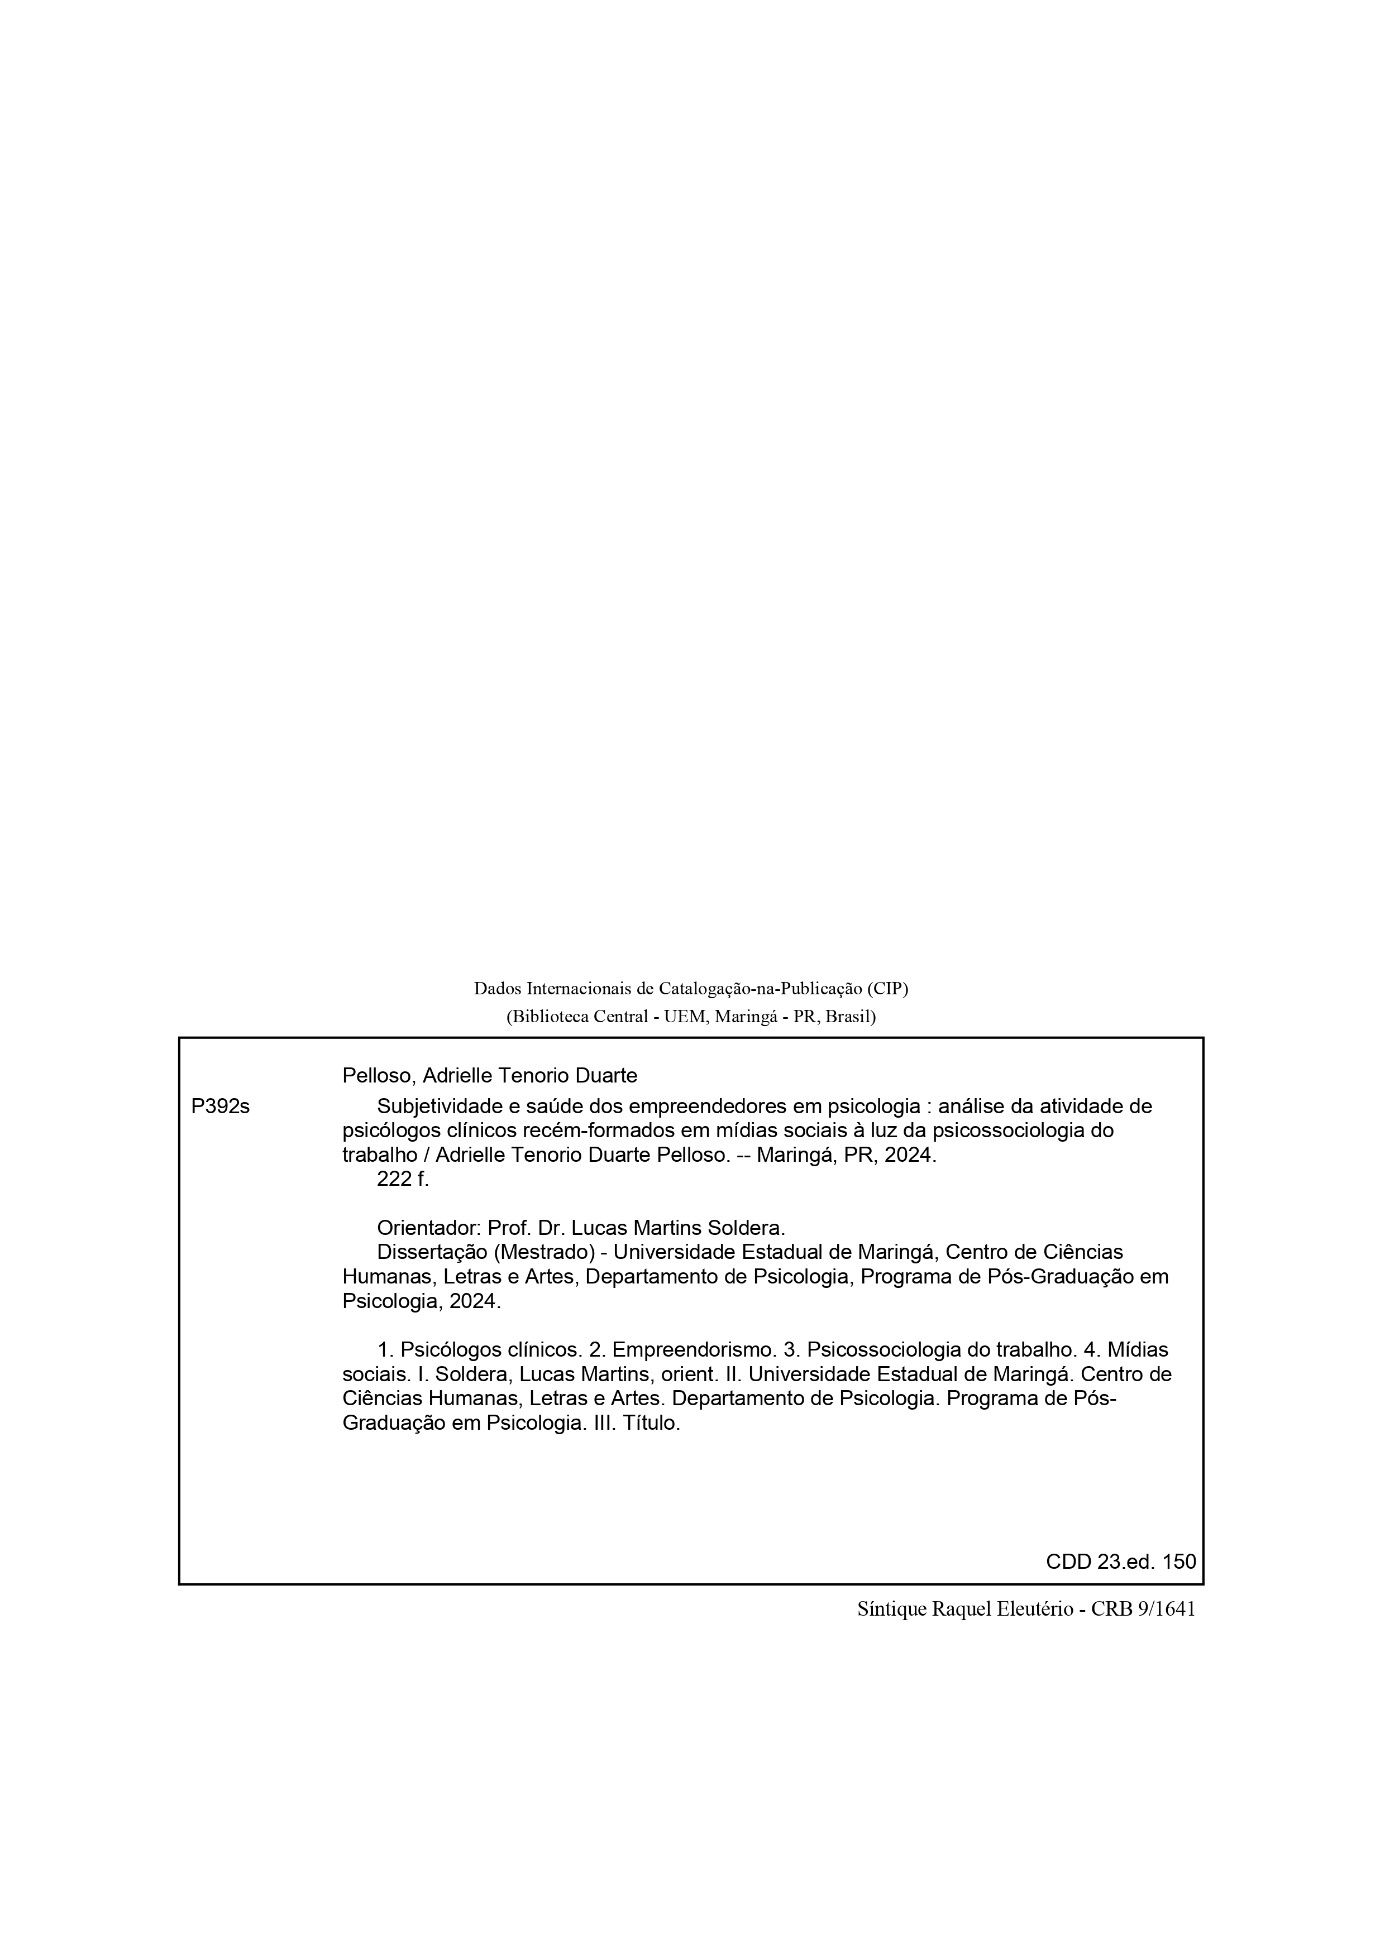 Dados Internacionais de Catalogação-na-Publicação (CIP)
(Biblioteca Central - UEM, Maringá - PR, Brasil)
Pelloso, Adrielle Tenorio Duarte
P392s
Subjetividade e saúde dos empreendedores em psicologia : análise da atividade de
psicólogos clínicos recém-formados em mídias sociais à luz da psicossociologia do
trabalho / Adrielle Tenorio Duarte Pelloso. -- Maringá, PR, 2024.
222 f.
Orientador: Prof. Dr. Lucas Martins Soldera.
Dissertação (Mestrado) - Universidade Estadual de Maringá, Centro de Ciências
Humanas, Letras e Artes, Departamento de Psicologia, Programa de Pós-Graduação em
Psicologia, 2024.
1. Psicólogos clínicos. 2. Empreendorismo. 3. Psicossociologia do trabalho. 4. Mídias
sociais. I. Soldera, Lucas Martins, orient. II. Universidade Estadual de Maringá. Centro de
Ciências Humanas, Letras e Artes. Departamento de Psicologia. Programa de Pós-
Graduação em Psicologia. III. Título.
CDD 23.ed. 150
Síntique Raquel Eleutério - CRB 9/1641